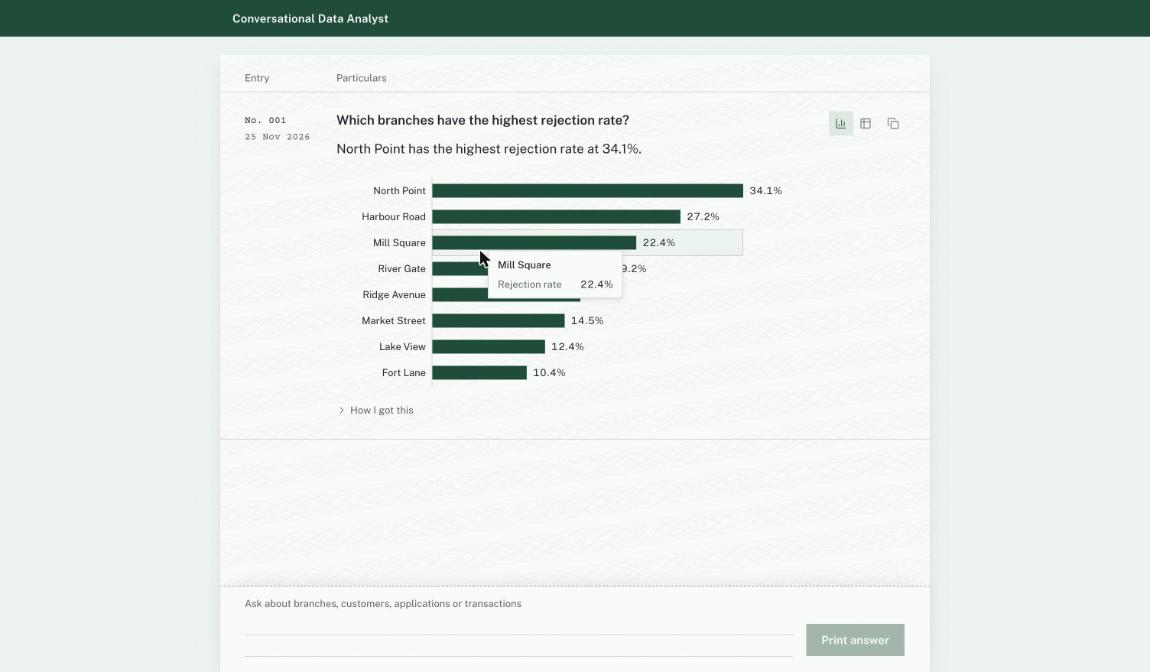 Conversational Data Analyst
Entry
Particulars
No. 001
25 Nov 2026
Which branches have the highest rejection rate?
North Point has the highest rejection rate at 34.1%.
North Point 34.1%
Harbour Road 27.2%
Mill Square 22.4%
River Gate 9.2%
Mill Square
Rejection rate 22.4%
Ridge Avenue
Market Street 14.5%
Lake View 12.4%
Fort Lane 10.4%
How I got this
Ask about branches, customers, applications or transactions
Print answer